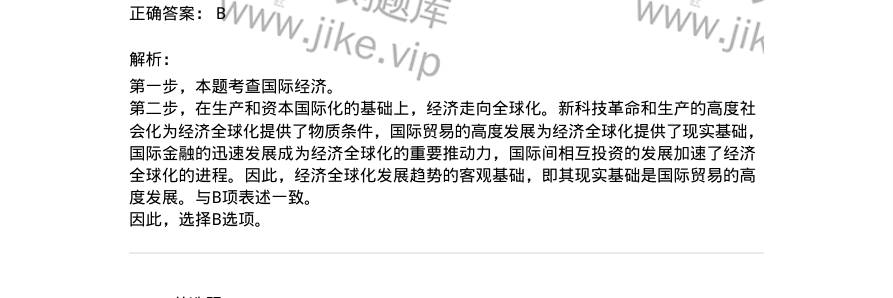 正确答案： B
题库
www.jike.vip
www.jik
解析：
第一步，本题考查国际经济。
第二步，在生产和资本国际化的基础上，经济走向全球化。新科技革命和生产的高度社
会化为经济全球化提供了物质条件，国际贸易的高度发展为经济全球化提供了现实基础，
国际金融的迅速发展成为经济全球化的重要推动力，国际间相互投资的发展加速了经济
全球化的进程。因此，经济全球化发展趋势的客观基础，即其现实基础是国际贸易的高
度发展。与B项表述一致。
因此，选择B选项。